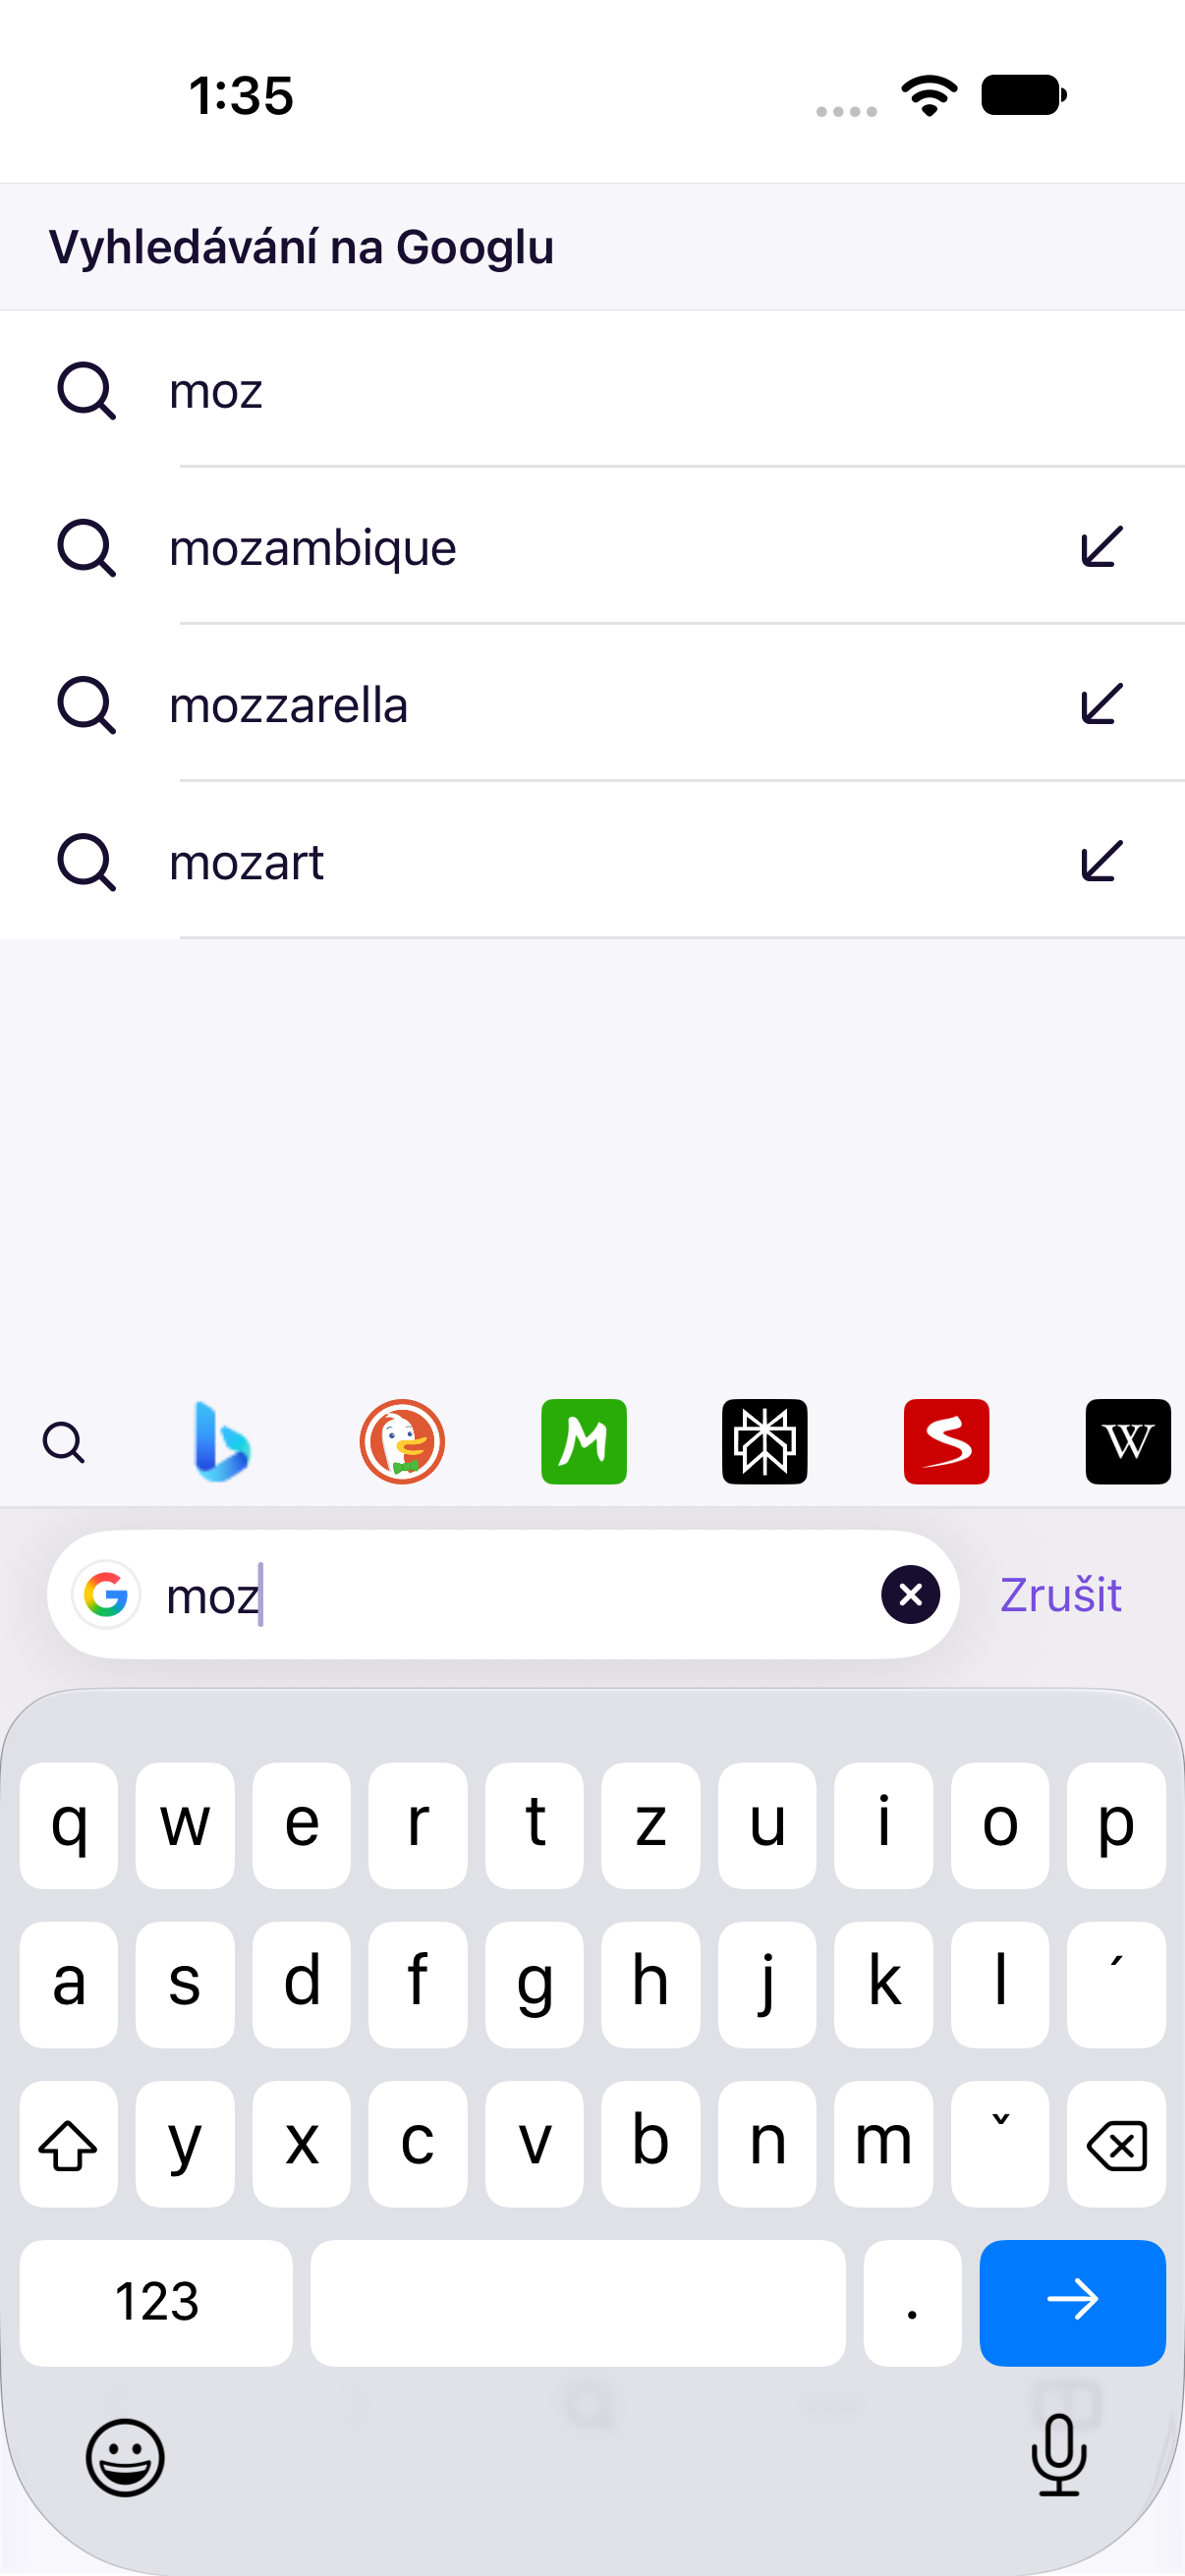 1:35
Vyhledávání na Googlu
moz
mozambique
mozzarella
mozart
moz
Zrušit
q w e r t z u i o p
a s d f g h j k l ´
y x c v b n m ˇ
123 .